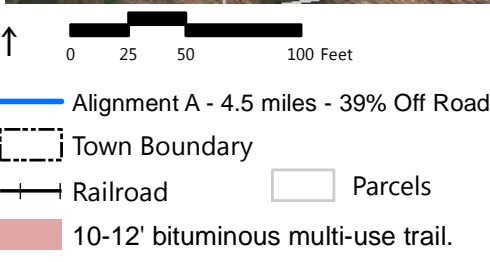 ↑
0 25 50 100 Feet
Alignment A - 4.5 miles - 39% Off Road
Town Boundary
Railroad Parcels
10-12' bituminous multi-use trail.